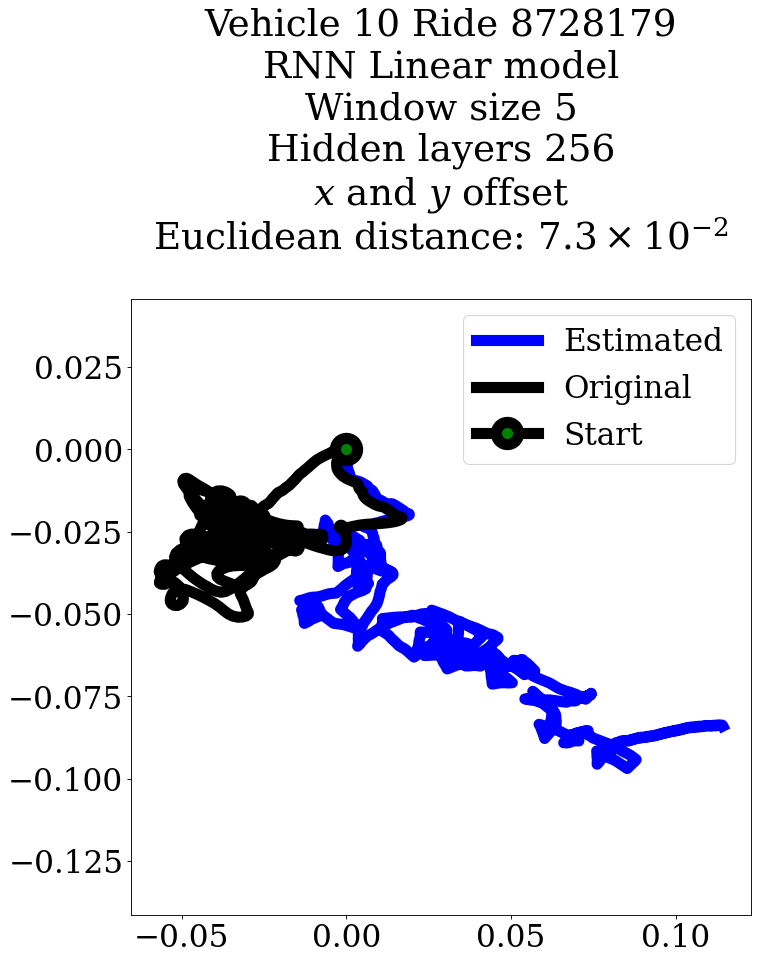 Vehicle 10 Ride 8728179
RNN Linear model
Window size 5
Hidden layers 256
x and y offset
Euclidean distance: 7.3 × 10⁻²
Estimated
Original
Start
0.025
0.000
−0.025
−0.050
−0.075
−0.100
−0.125
−0.05 0.00 0.05 0.10